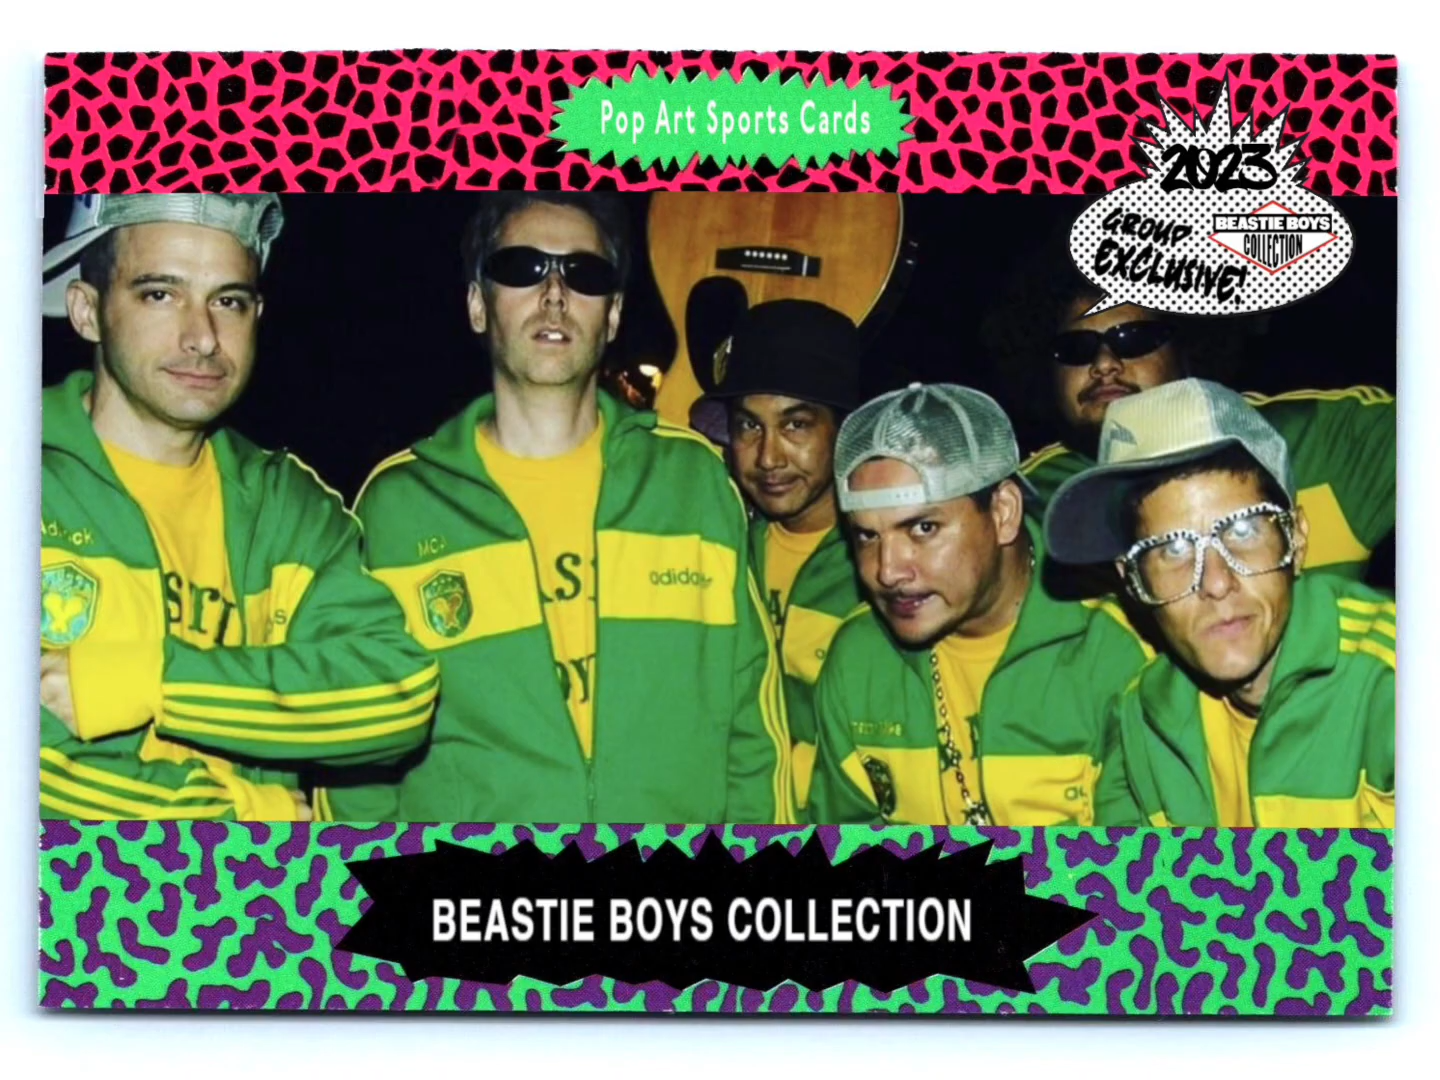 Pop Art Sports Cards
2023
GROUP
EXCLUSIVE!
BEASTIE BOYS
COLLECTION
MCA
adidas
BEASTIE BOYS COLLECTION